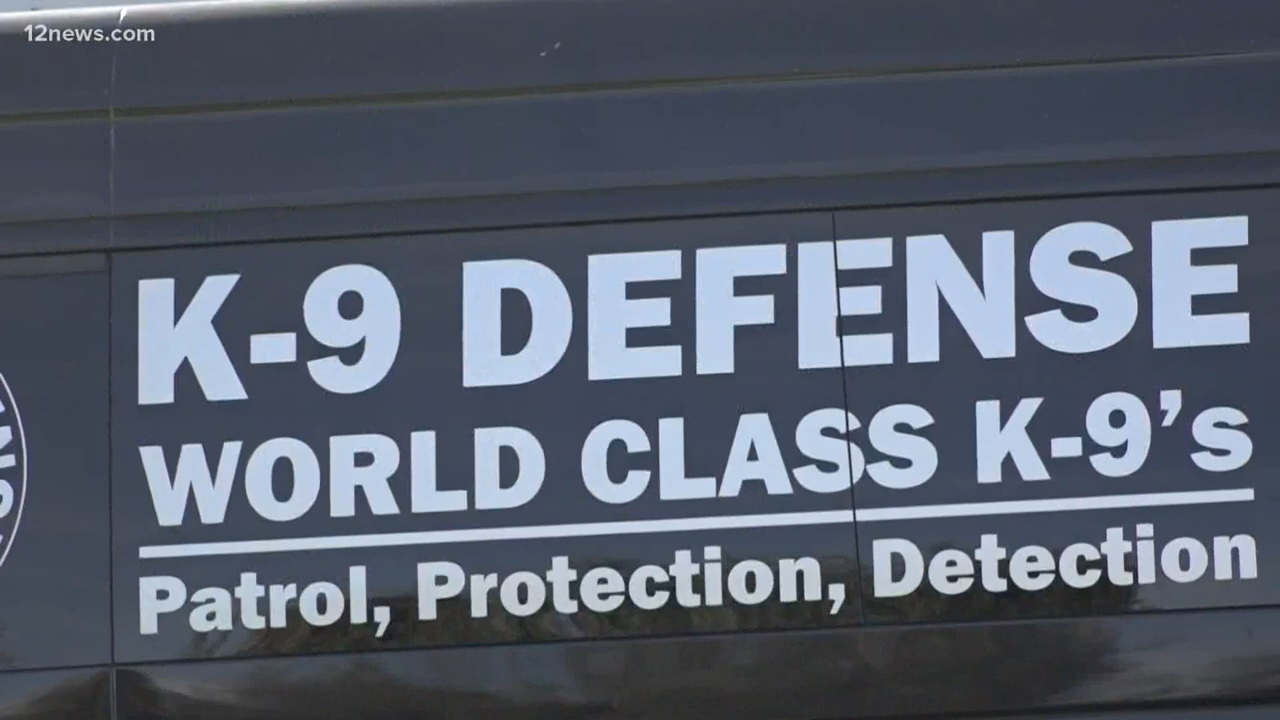 12news.com
K-9 DEFENSE
WORLD CLASS K-9's
Patrol, Protection, Detection